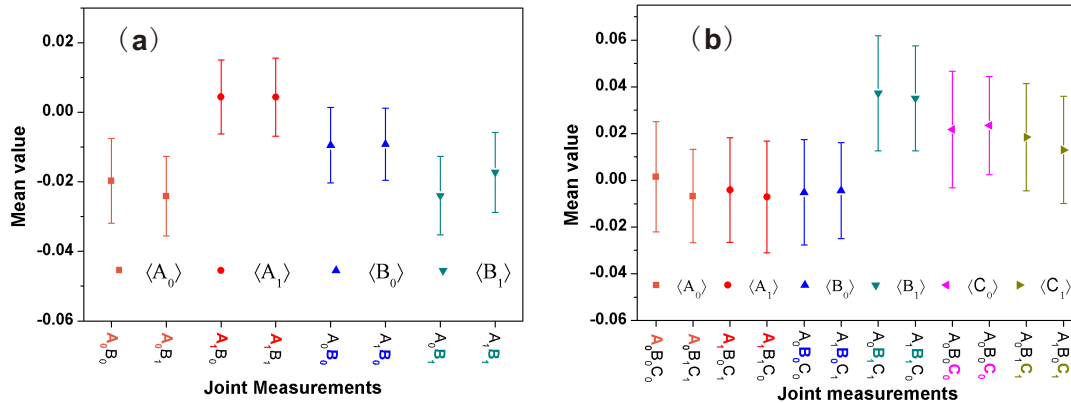 (a)
0.02
0.00
-0.02
-0.04
-0.06
Mean value
⟨A₀⟩ ⟨A₁⟩ ⟨B₀⟩ ⟨B₁⟩
A₀B₀
A₀B₁
A₁B₀
A₁B₁
A₀B₀
A₁B₀
A₀B₁
A₁B₁
Joint Measurements
(b)
0.06
0.04
0.02
0.00
-0.02
-0.04
-0.06
Mean value
⟨A₀⟩ ⟨A₁⟩ ⟨B₀⟩ ⟨B₁⟩ ⟨C₀⟩ ⟨C₁⟩
A₀B₀C₀
A₀B₁C₁
A₁B₀C₁
A₁B₁C₀
A₀B₀C₀
A₁B₀C₁
A₀B₁C₁
A₁B₁C₀
A₀B₀C₀
A₀B₀C₀
A₀B₁C₁
A₁B₀C₁
Joint measurements